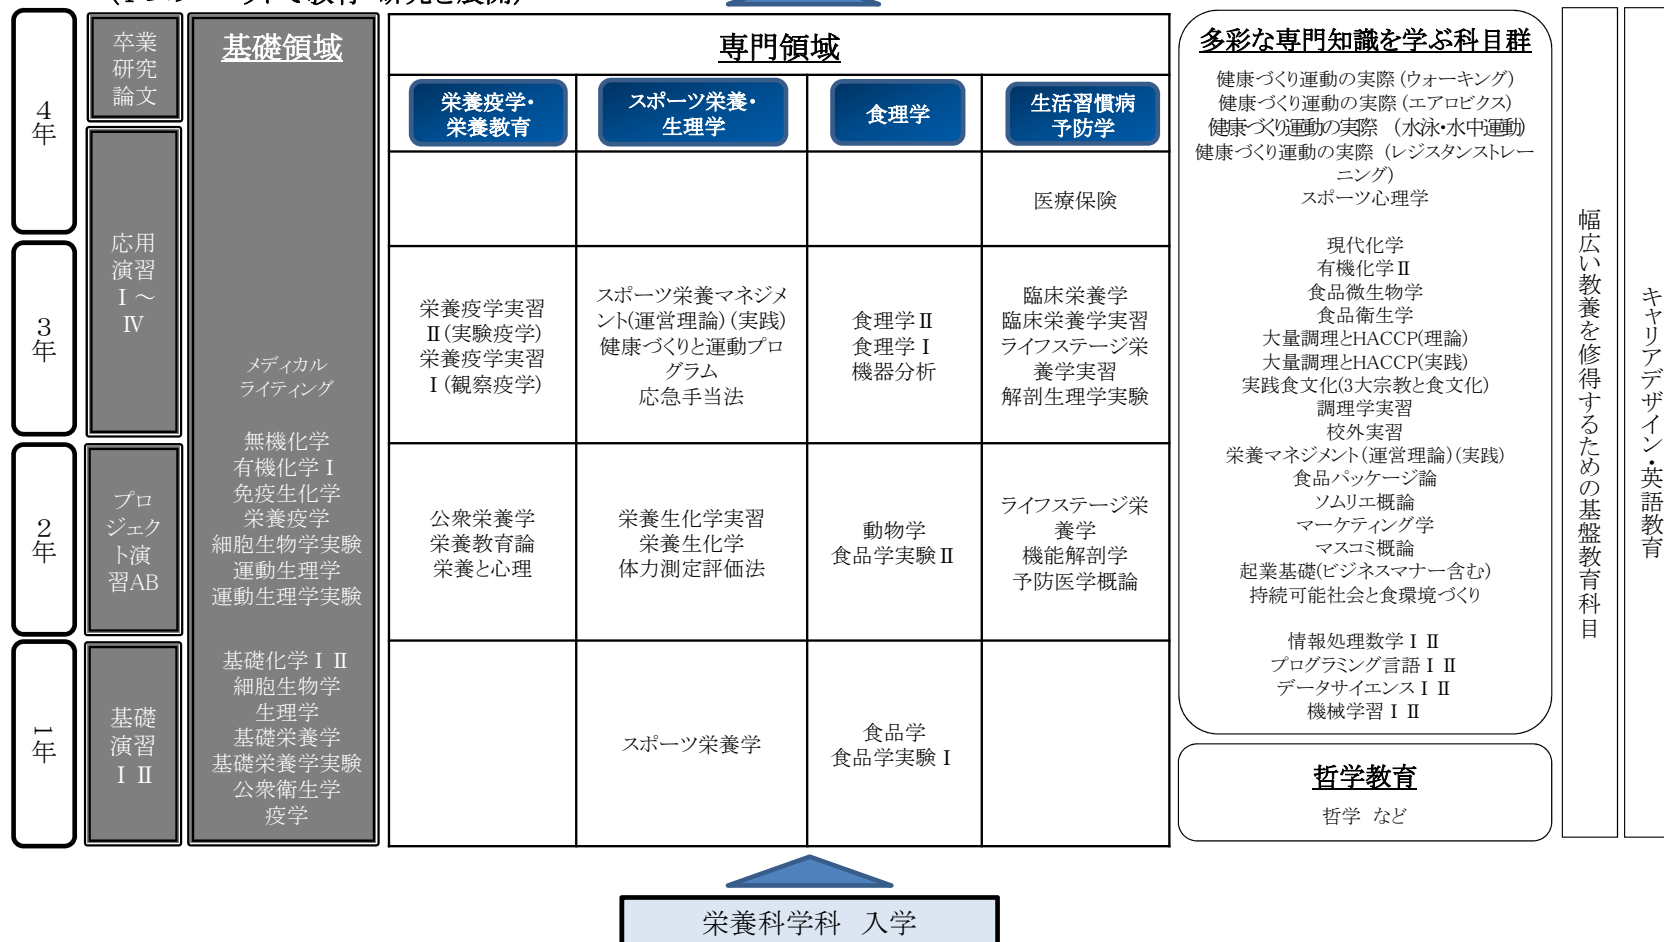 4年
3年
2年
1年
卒業
研究
論文
応用
演習
Ⅰ～
Ⅳ
プロ
ジェク
ト演
習AB
基礎
演習
Ⅰ Ⅱ
基礎領域
メディカル
ライティング
無機化学
有機化学Ⅰ
免疫生化学
栄養疫学
細胞生物学実験
運動生理学
運動生理学実験
基礎化学Ⅰ Ⅱ
細胞生物学
生理学
基礎栄養学
基礎栄養学実験
公衆衛生学
疫学
専門領域
栄養疫学・
栄養教育
スポーツ栄養・
生理学
食理学
生活習慣病
予防学
医療保険
栄養疫学実習
Ⅱ(実験疫学)
栄養疫学実習
Ⅰ(観察疫学)
スポーツ栄養マネジメ
ント(運営理論)(実践)
健康づくりと運動プロ
グラム
応急手当法
食理学Ⅱ
食理学Ⅰ
機器分析
臨床栄養学
臨床栄養学実習
ライフステージ栄
養学実習
解剖生理学実験
公衆栄養学
栄養教育論
栄養と心理
栄養生化学実習
栄養生化学
体力測定評価法
動物学
食品学実験Ⅱ
ライフステージ栄
養学
機能解剖学
予防医学概論
スポーツ栄養学
食品学
食品学実験Ⅰ
多彩な専門知識を学ぶ科目群
健康づくり運動の実際(ウォーキング)
健康づくり運動の実際(エアロビクス)
健康づくり運動の実際 (水泳・水中運動)
健康づくり運動の実際 (レジスタンストレー
ニング)
スポーツ心理学
現代化学
有機化学Ⅱ
食品微生物学
食品衛生学
大量調理とHACCP(理論)
大量調理とHACCP(実践)
実践食文化(3大宗教と食文化)
調理学実習
校外実習
栄養マネジメント(運営理論)(実践)
食品パッケージ論
ソムリエ概論
マーケティング学
マスコミ概論
起業基礎(ビジネスマナー含む)
持続可能社会と食環境づくり
情報処理数学Ⅰ Ⅱ
プログラミング言語Ⅰ Ⅱ
データサイエンスⅠ Ⅱ
機械学習Ⅰ Ⅱ
哲学教育
哲学 など
幅広い教養を修得するための基盤教育科目
キャリアデザイン・英語教育
栄養科学科 入学